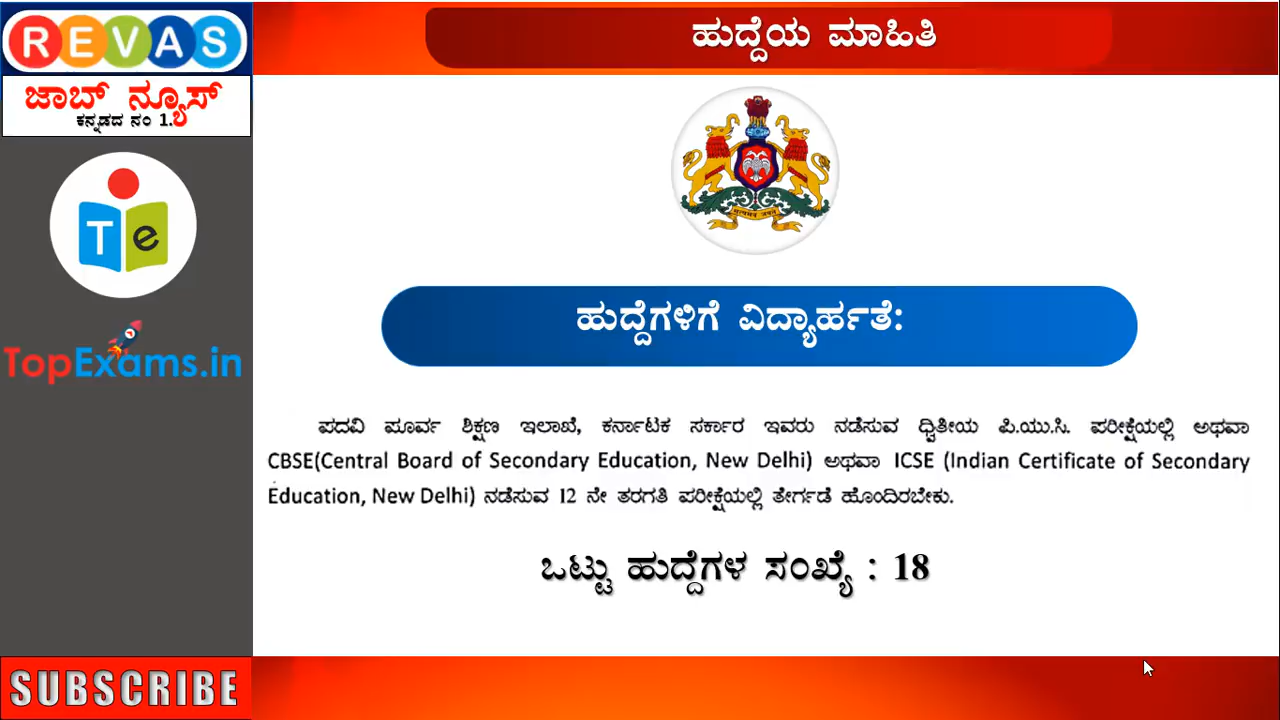 REVAS
ಜಾಬ್ ನ್ಯೂಸ್
ಕನ್ನಡದ ನಂ 1.
Te
TopExams.in
ಹುದ್ದೆಯ ಮಾಹಿತಿ
ಹುದ್ದೆಗಳಿಗೆ ವಿದ್ಯಾರ್ಹತೆ:
ಪದವಿ ಪೂರ್ವ ಶಿಕ್ಷಣ ಇಲಾಖೆ, ಕರ್ನಾಟಕ ಸರ್ಕಾರ ಇವರು ನಡೆಸುವ ದ್ವಿತೀಯ ಪಿ.ಯು.ಸಿ. ಪರೀಕ್ಷೆಯಲ್ಲಿ ಅಥವಾ
CBSE(Central Board of Secondary Education, New Delhi) ಅಥವಾ ICSE (Indian Certificate of Secondary
Education, New Delhi) ನಡೆಸುವ 12 ನೇ ತರಗತಿ ಪರೀಕ್ಷೆಯಲ್ಲಿ ತೇರ್ಗಡೆ ಹೊಂದಿರಬೇಕು.
ಒಟ್ಟು ಹುದ್ದೆಗಳ ಸಂಖ್ಯೆ : 18
SUBSCRIBE